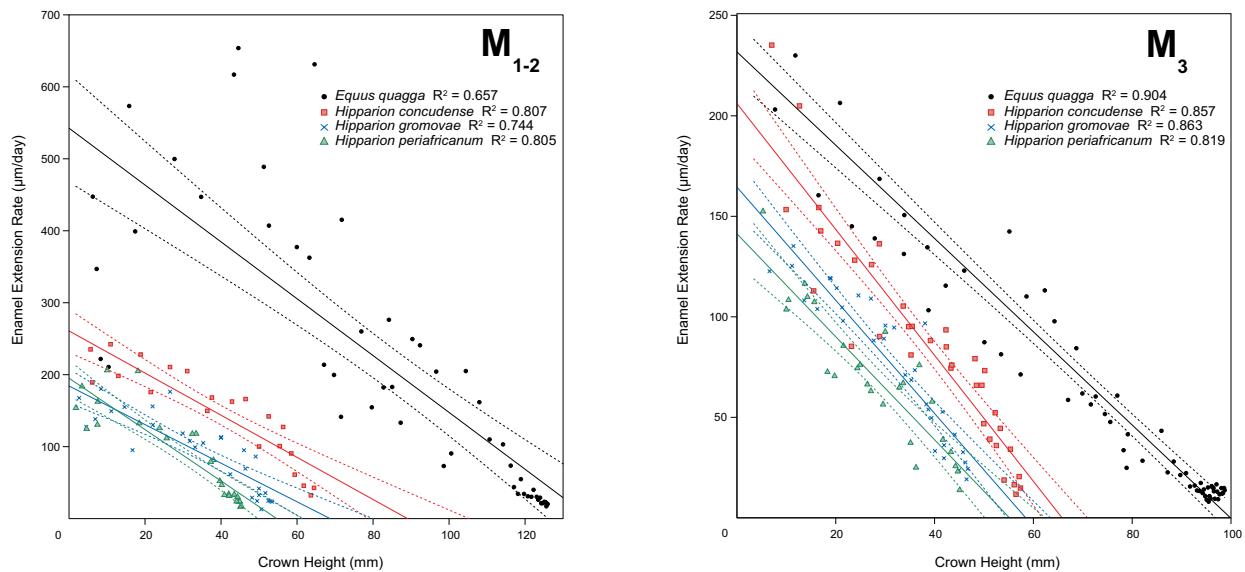 M1-2
Equus quagga R² = 0.657
Hipparion concudense R² = 0.807
Hipparion gromovae R² = 0.744
Hipparion periafricanum R² = 0.805
Enamel Extension Rate (µm/day)
700
600
500
400
300
200
100
0
0 20 40 60 80 100 120
Crown Height (mm)
M3
Equus quagga R² = 0.904
Hipparion concudense R² = 0.857
Hipparion gromovae R² = 0.863
Hipparion periafricanum R² = 0.819
Enamel Extension Rate (µm/day)
250
200
150
100
50
0
0 20 40 60 80 100
Crown Height (mm)